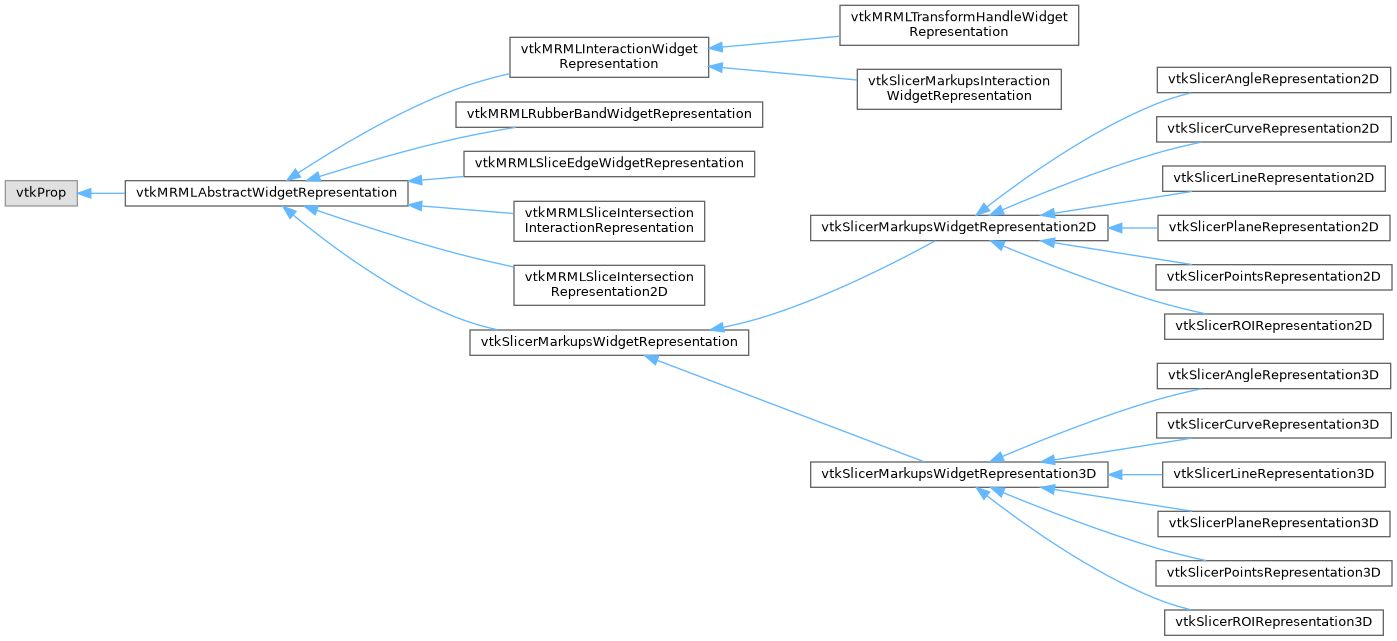 vtkProp
vtkMRMLAbstractWidgetRepresentation
vtkMRMLInteractionWidget
Representation
vtkMRMLTransformHandleWidget
Representation
vtkSlicerMarkupsInteraction
WidgetRepresentation
vtkMRMLRubberBandWidgetRepresentation
vtkMRMLSliceEdgeWidgetRepresentation
vtkMRMLSliceIntersection
InteractionRepresentation
vtkMRMLSliceIntersection
Representation2D
vtkSlicerMarkupsWidgetRepresentation
vtkSlicerMarkupsWidgetRepresentation2D
vtkSlicerAngleRepresentation2D
vtkSlicerCurveRepresentation2D
vtkSlicerLineRepresentation2D
vtkSlicerPlaneRepresentation2D
vtkSlicerPointsRepresentation2D
vtkSlicerROIRepresentation2D
vtkSlicerMarkupsWidgetRepresentation3D
vtkSlicerAngleRepresentation3D
vtkSlicerCurveRepresentation3D
vtkSlicerLineRepresentation3D
vtkSlicerPlaneRepresentation3D
vtkSlicerPointsRepresentation3D
vtkSlicerROIRepresentation3D